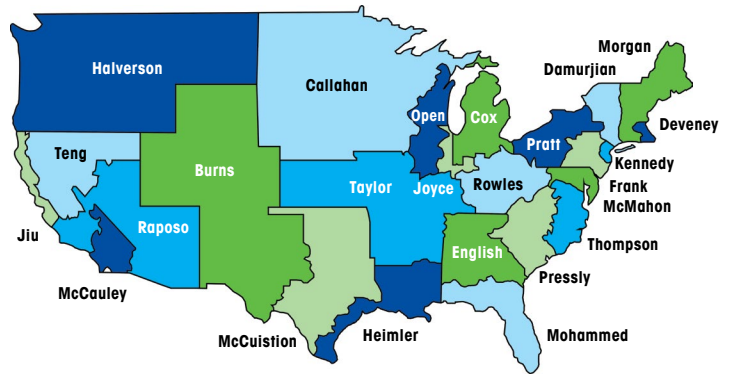 Morgan
Damurjian
Halverson
Callahan
Open
Cox
Deveney
Pratt
Teng
Kennedy
Burns
Taylor
Joyce
Rowles
Frank
McMahon
Raposo
Jiu
Thompson
English
Pressly
McCauley
McCuistion
Heimler
Mohammed